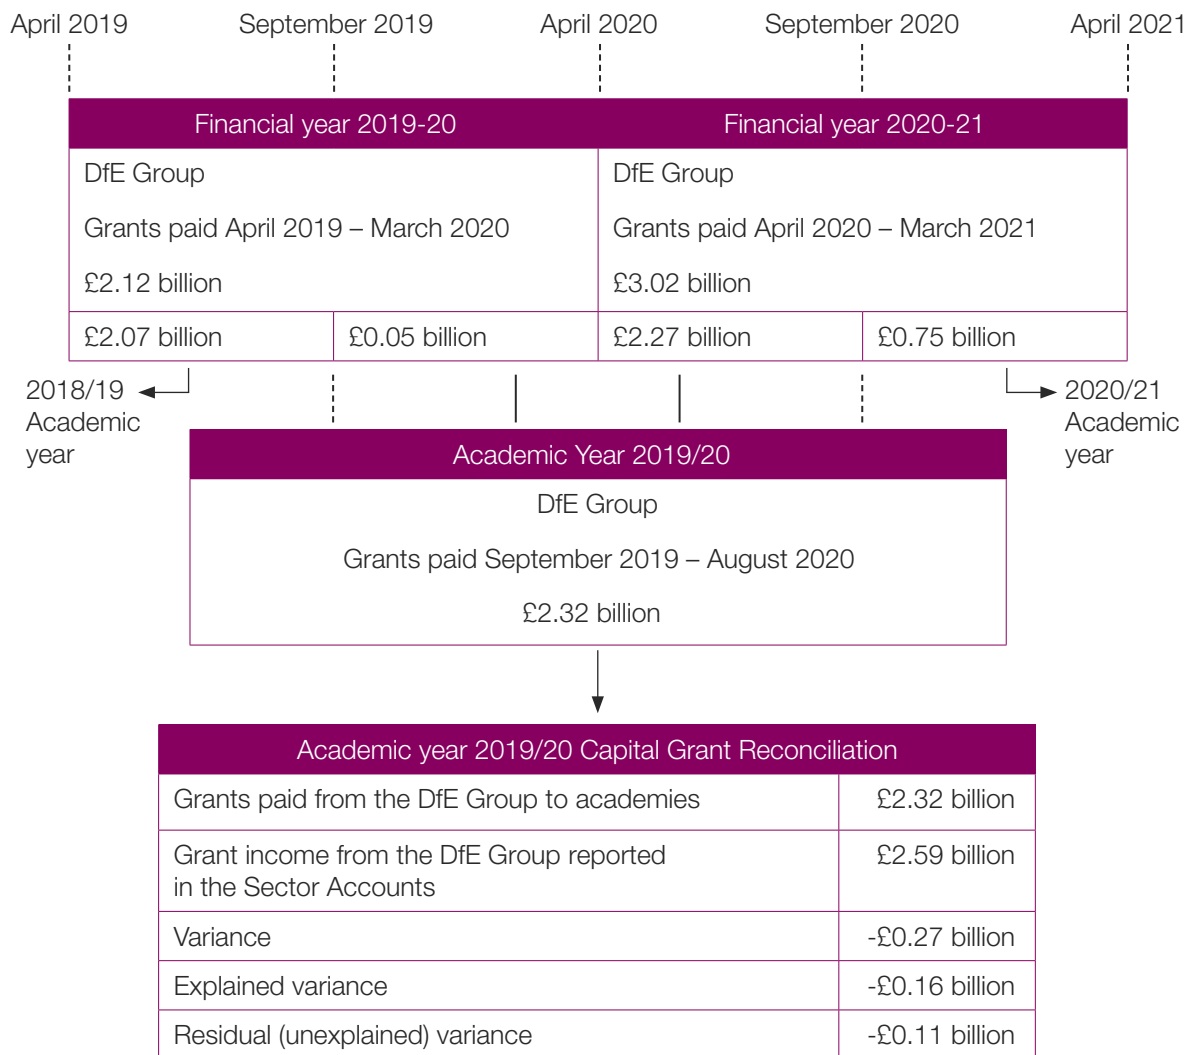 April 2019
September 2019
April 2020
September 2020
April 2021
Financial year 2019-20
Financial year 2020-21
DfE Group
Grants paid April 2019 – March 2020
£2.12 billion
DfE Group
Grants paid April 2020 – March 2021
£3.02 billion
£2.07 billion
£0.05 billion
£2.27 billion
£0.75 billion
2018/19
Academic
year
2020/21
Academic
year
Academic Year 2019/20
DfE Group
Grants paid September 2019 – August 2020
£2.32 billion
Academic year 2019/20 Capital Grant Reconciliation
Grants paid from the DfE Group to academies
£2.32 billion
Grant income from the DfE Group reported
in the Sector Accounts
£2.59 billion
Variance
-£0.27 billion
Explained variance
-£0.16 billion
Residual (unexplained) variance
-£0.11 billion